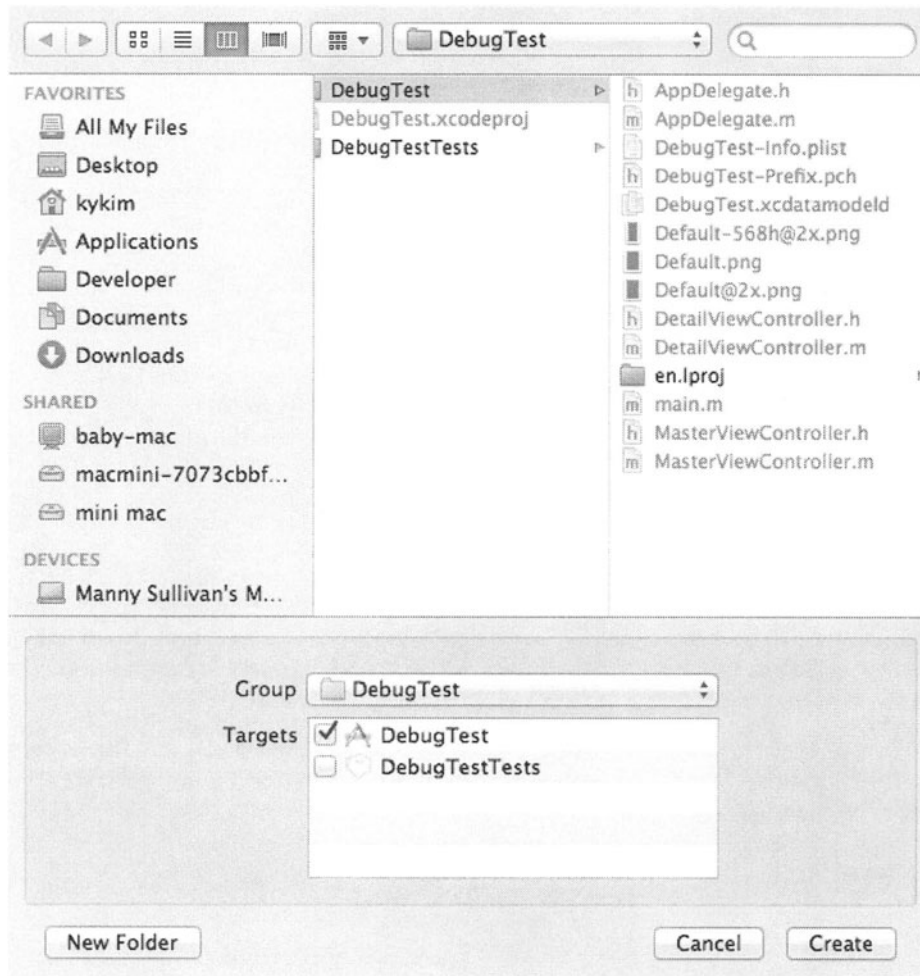 DebugTest
FAVORITES
All My Files
Desktop
kykim
Applications
Developer
Documents
Downloads
SHARED
baby-mac
macmini-7073cbbf...
mini mac
DEVICES
Manny Sullivan's M...
DebugTest
DebugTest.xcodeproj
DebugTestTests
h AppDelegate.h
m AppDelegate.m
DebugTest-Info.plist
h DebugTest-Prefix.pch
DebugTest.xcdatamodeld
Default-568h@2x.png
Default.png
Default@2x.png
h DetailViewController.h
m DetailViewController.m
en.lproj
m main.m
h MasterViewController.h
m MasterViewController.m
Group DebugTest
Targets DebugTest
DebugTestTests
New Folder Cancel Create